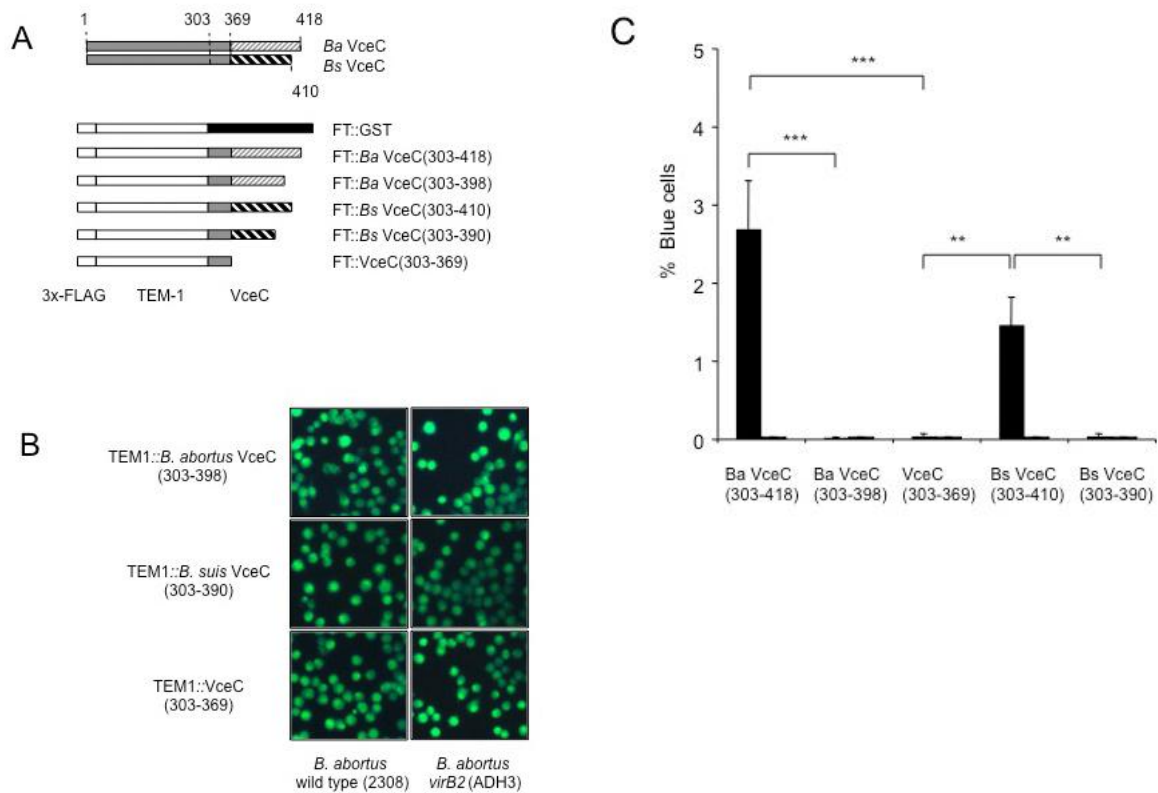 A
1 303 369 418
Ba VceC
Bs VceC
410
FT::GST
FT::Ba VceC(303-418)
FT::Ba VceC(303-398)
FT::Bs VceC(303-410)
FT::Bs VceC(303-390)
FT::VceC(303-369)
3x-FLAG TEM-1 VceC
B
TEM1::B. abortus VceC
(303-398)
TEM1::B. suis VceC
(303-390)
TEM1::VceC
(303-369)
B. abortus
wild type (2308)
B. abortus
virB2 (ADH3)
C
% Blue cells
5
4
3
2
1
0
***
***
**
**
Ba VceC
(303-418)
Ba VceC
(303-398)
VceC
(303-369)
Bs VceC
(303-410)
Bs VceC
(303-390)